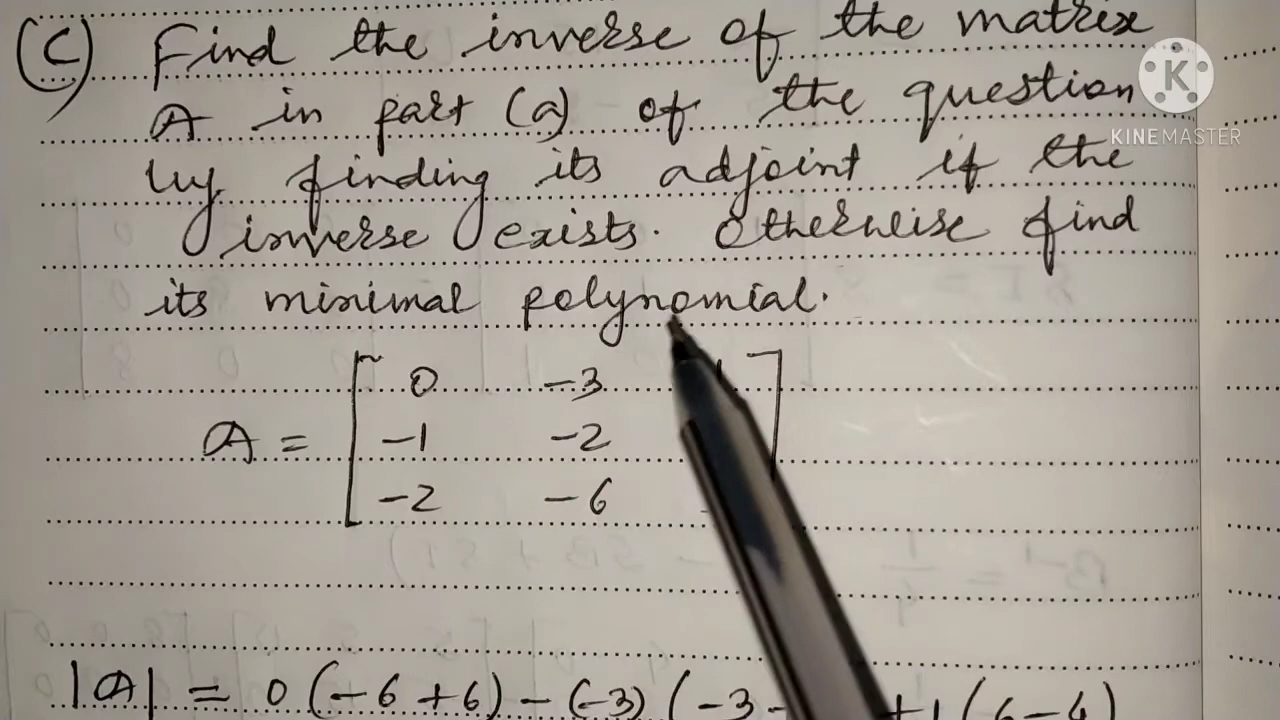 (C) Find the inverse of the matrix
A in part (a) of the question
by finding its adjoint if the
inverse exists. Otherwise find
its minimal polynomial.
0 -3
A = -1 -2
-2 -6
|A| = 0 (-6 + 6) - (-3) (-3 - +1 (6-4)
K
KINEMASTER